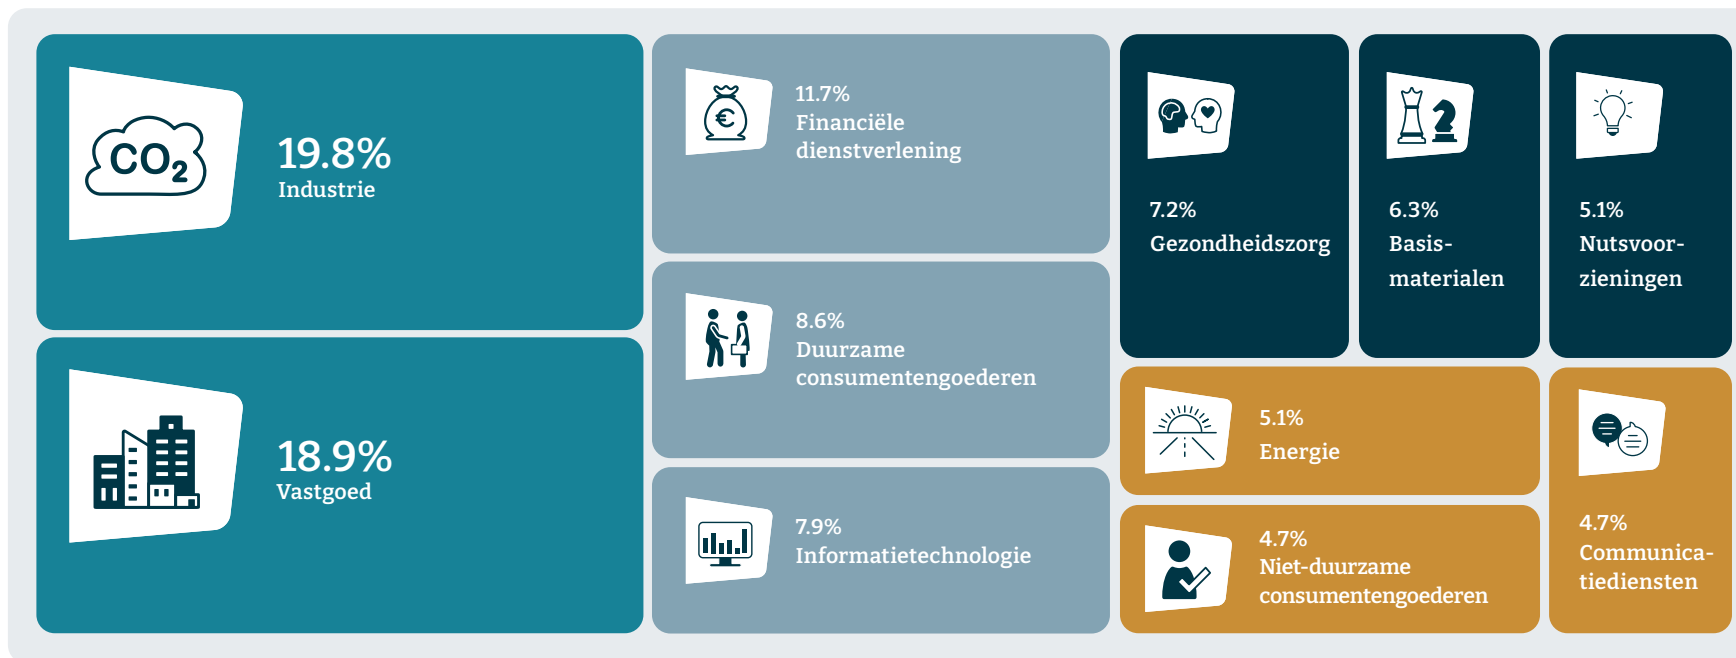 CO2
19.8%
Industrie
18.9%
Vastgoed
11.7%
Financiële
dienstverlening
€
8.6%
Duurzame
consumentengoederen
7.9%
Informatietechnologie
7.2%
Gezondheidszorg
6.3%
Basis-
materialen
5.1%
Nutsvoor-
zieningen
5.1%
Energie
4.7%
Niet-duurzame
consumentengoederen
4.7%
Communica-
tiediensten